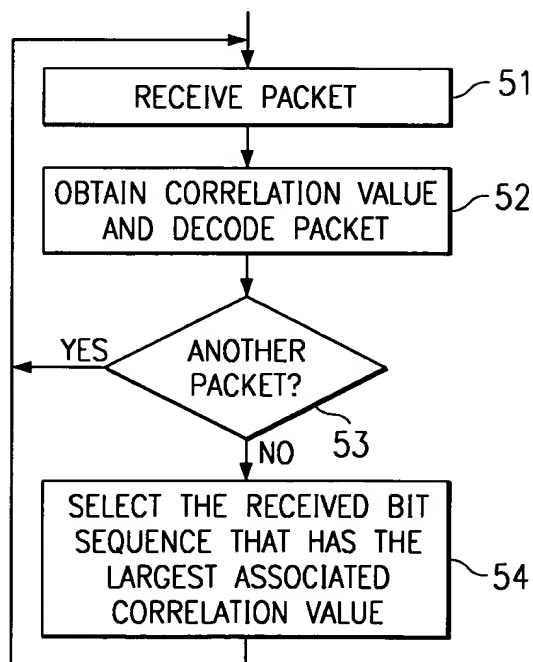 RECEIVE PACKET
51
OBTAIN CORRELATION VALUE
AND DECODE PACKET
52
YES
ANOTHER
PACKET?
53
NO
SELECT THE RECEIVED BIT
SEQUENCE THAT HAS THE
LARGEST ASSOCIATED
CORRELATION VALUE
54